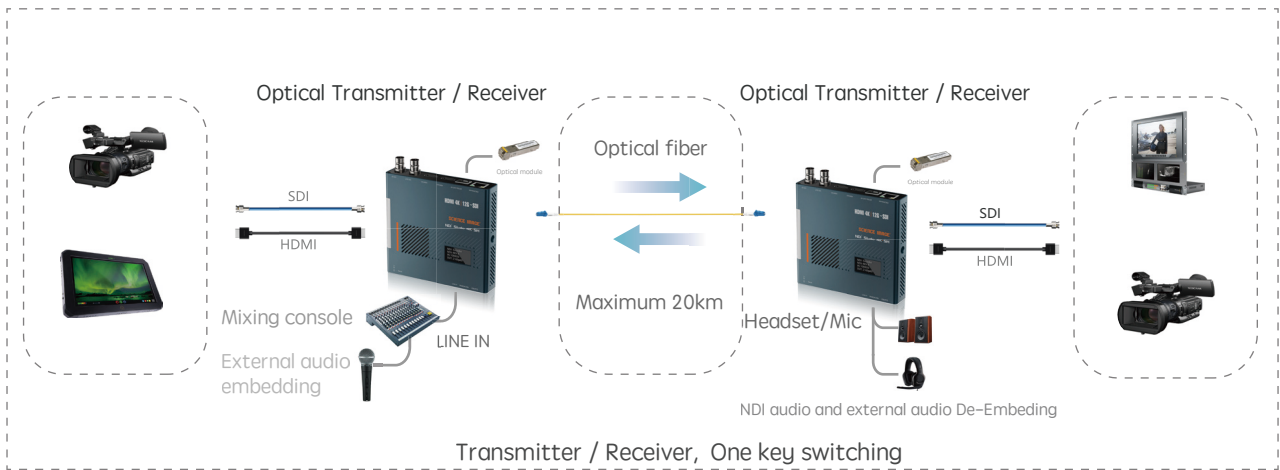 Optical Transmitter / Receiver
Optical Transmitter / Receiver
Optical module
Optical fiber
Optical module
SDI
HDMI
SDI
HDMI
Maximum 20km
Mixing console
LINE IN
External audio
embedding
Headset/Mic
NDI audio and external audio De-Embeding
Transmitter / Receiver, One key switching